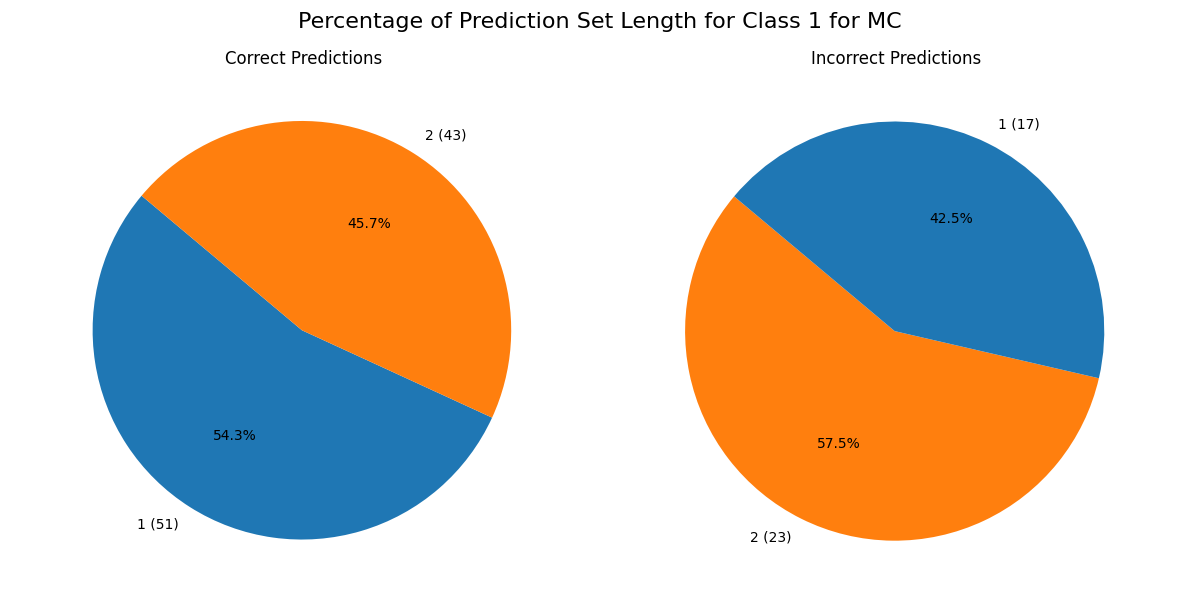 Percentage of Prediction Set Length for Class 1 for MC
Correct Predictions
2 (43)
45.7%
54.3%
1 (51)
Incorrect Predictions
1 (17)
42.5%
57.5%
2 (23)